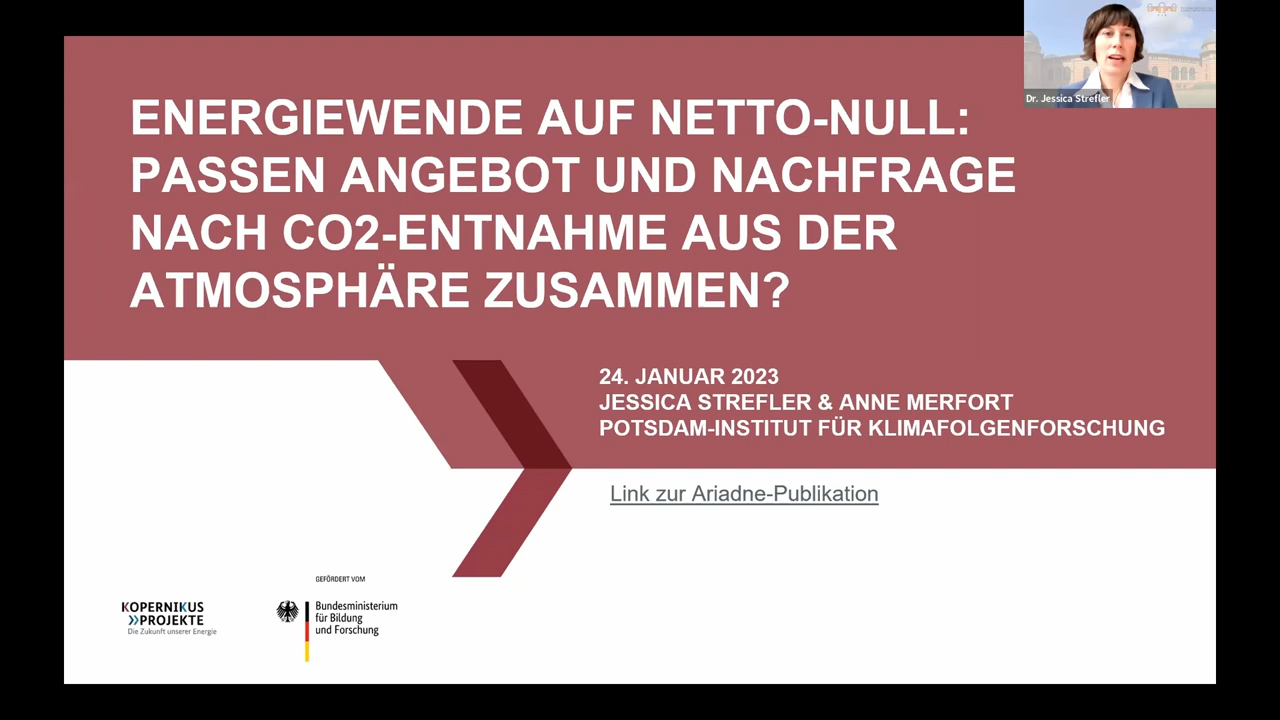 Dr. Jessica Strefler
ENERGIEWENDE AUF NETTO-NULL:
PASSEN ANGEBOT UND NACHFRAGE
NACH CO2-ENTNAHME AUS DER
ATMOSPHÄRE ZUSAMMEN?
24. JANUAR 2023
JESSICA STREFLER & ANNE MERFORT
POTSDAM-INSTITUT FÜR KLIMAFOLGENFORSCHUNG
Link zur Ariadne-Publikation
KOPERNIKUS
PROJEKTE
Die Zukunft unserer Energie
GEFÖRDERT VOM
Bundesministerium
für Bildung
und Forschung